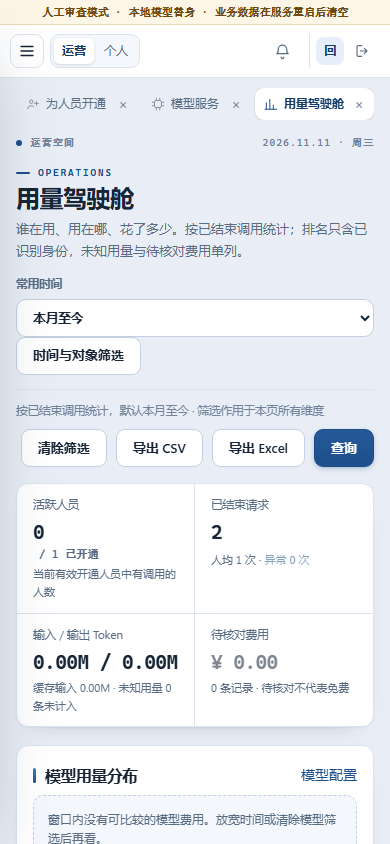 人工审查模式 · 本地模型替身 · 业务数据在服务重启后清空
运营 个人 回
为人员开通 × 模型服务 × 用量驾驶舱 ×
运营空间 2026.11.11 · 周三
OPERATIONS
用量驾驶舱
谁在用、用在哪、花了多少。按已结束调用统计；排名只含已
识别身份，未知用量与待核对费用单列。
常用时间
本月至今
时间与对象筛选
按已结束调用统计，默认本月至今 · 筛选作用于本页所有维度
清除筛选 导出 CSV 导出 Excel 查询
活跃人员
0
/ 1 已开通
当前有效开通人员中有调用的
人数
已结束请求
2
人均 1 次 · 异常 0 次
输入 / 输出 Token
0.00M / 0.00M
缓存输入 0.00M · 未知用量 0
条未计入
待核对费用
¥ 0.00
0 条记录 · 待核对不代表免费
模型用量分布 模型配置
窗口内没有可比较的模型费用。放宽时间或清除模型筛
选后再看。